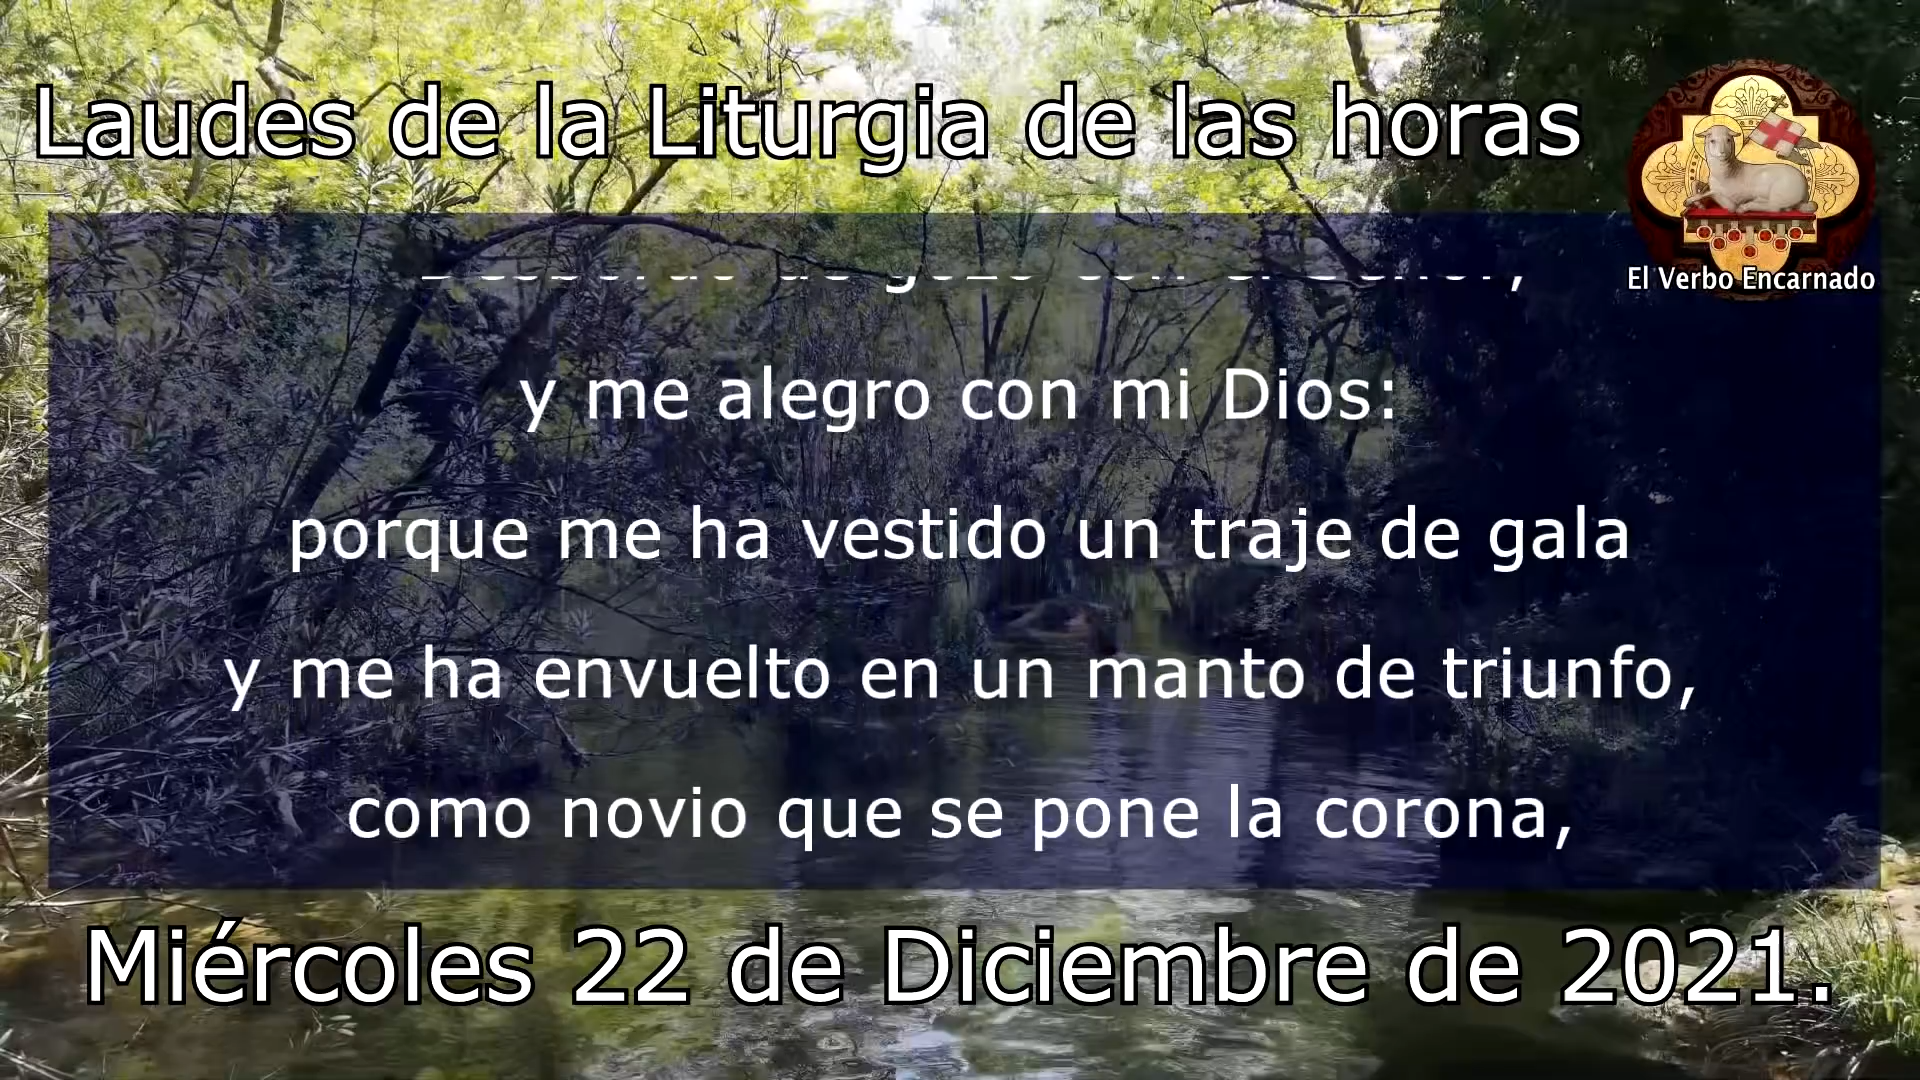 Laudes de la Liturgia de las horas
El Verbo Encarnado
y me alegro con mi Dios:
porque me ha vestido un traje de gala
y me ha envuelto en un manto de triunfo,
como novio que se pone la corona,
Miércoles 22 de Diciembre de 2021.